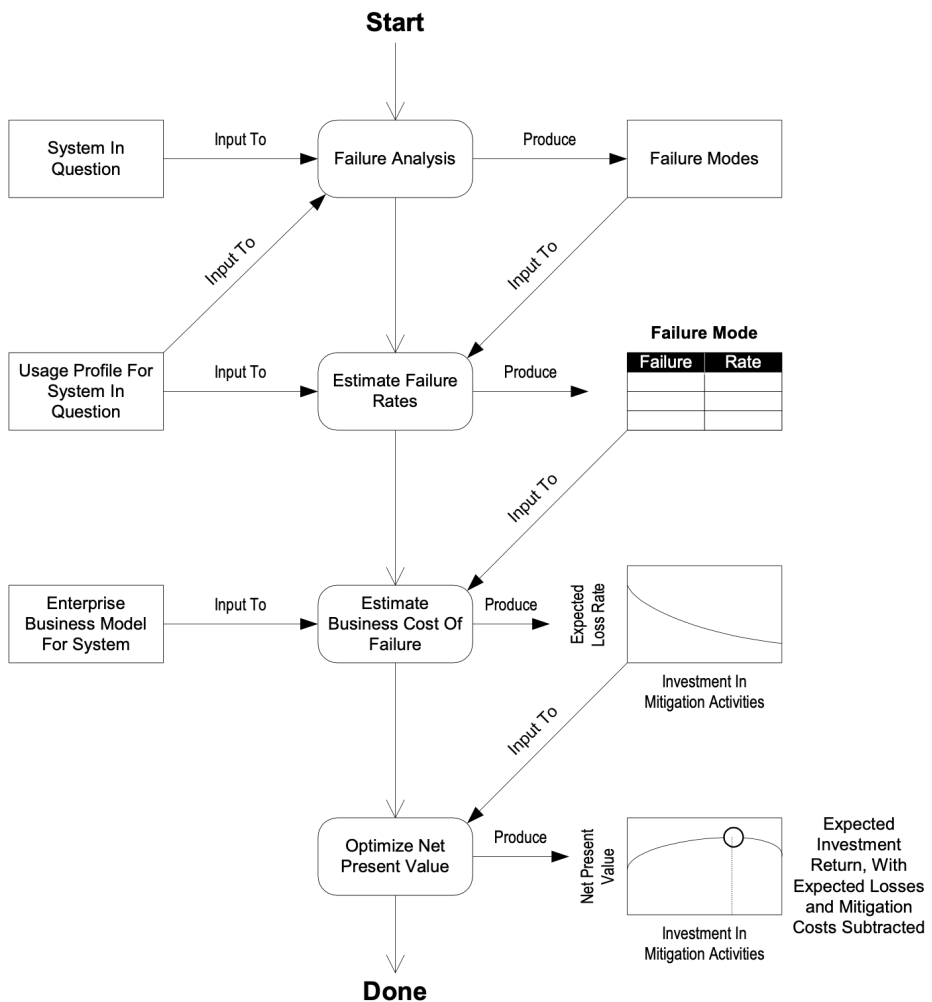 Start
System In
Question
Input To
Failure Analysis
Produce
Failure Modes
Input To
Input To
Usage Profile For
System In
Question
Input To
Estimate Failure
Rates
Produce
Failure Mode
Failure Rate
Input To
Enterprise
Business Model
For System
Input To
Estimate
Business Cost Of
Failure
Produce
Expected
Loss Rate
Investment In
Mitigation Activities
Input To
Optimize Net
Present Value
Produce
Net Present
Value
Investment In
Mitigation Activities
Expected
Investment
Return, With
Expected Losses
and Mitigation
Costs Subtracted
Done